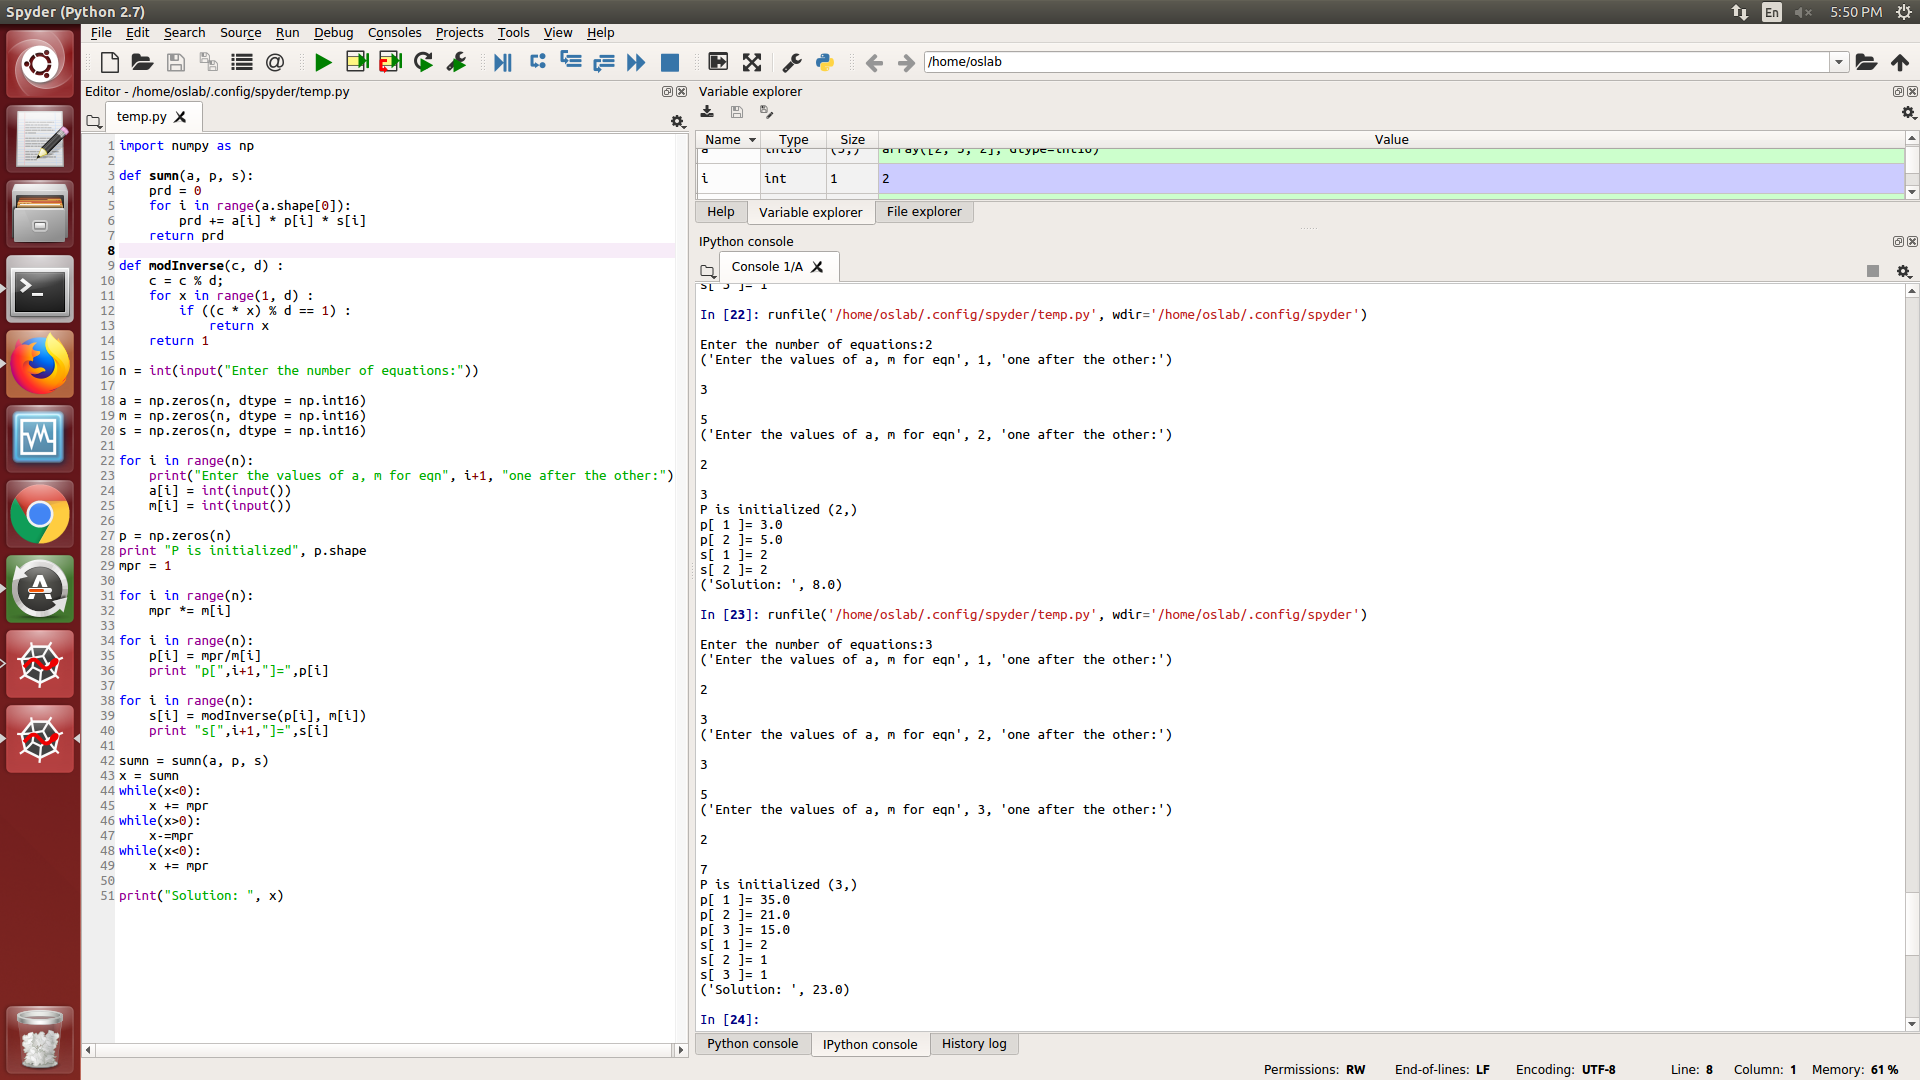 Spyder (Python 2.7)
En
5:50 PM
File Edit Search Source Run Debug Consoles Projects Tools View Help
/home/oslab
Editor - /home/oslab/.config/spyder/temp.py
temp.py
1 import numpy as np
2
3 def sumn(a, p, s):
4     prd = 0
5     for i in range(a.shape[0]):
6         prd += a[i] * p[i] * s[i]
7     return prd
8
9 def modInverse(c, d) :
10     c = c % d;
11     for x in range(1, d) :
12         if ((c * x) % d == 1) :
13             return x
14     return 1
15
16 n = int(input("Enter the number of equations:"))
17
18 a = np.zeros(n, dtype = np.int16)
19 m = np.zeros(n, dtype = np.int16)
20 s = np.zeros(n, dtype = np.int16)
21
22 for i in range(n):
23     print("Enter the values of a, m for eqn", i+1, "one after the other:")
24     a[i] = int(input())
25     m[i] = int(input())
26
27 p = np.zeros(n)
28 print "P is initialized", p.shape
29 mpr = 1
30
31 for i in range(n):
32     mpr *= m[i]
33
34 for i in range(n):
35     p[i] = mpr/m[i]
36     print "p[",i+1,"]=",p[i]
37
38 for i in range(n):
39     s[i] = modInverse(p[i], m[i])
40     print "s[",i+1,"]=",s[i]
41
42 sumn = sumn(a, p, s)
43 x = sumn
44 while(x<0):
45     x += mpr
46 while(x>0):
47     x-=mpr
48 while(x<0):
49     x += mpr
50
51 print("Solution: ", x)
Variable explorer
Name Type Size Value
a int16 (3,) array([2, 3, 2], dtype=int16)
i int 1 2
Help Variable explorer File explorer
IPython console
Console 1/A
s[ 3 ]= 1
In [22]: runfile('/home/oslab/.config/spyder/temp.py', wdir='/home/oslab/.config/spyder')
Enter the number of equations:2
('Enter the values of a, m for eqn', 1, 'one after the other:')
3
5
('Enter the values of a, m for eqn', 2, 'one after the other:')
2
3
P is initialized (2,)
p[ 1 ]= 3.0
p[ 2 ]= 5.0
s[ 1 ]= 2
s[ 2 ]= 2
('Solution: ', 8.0)
In [23]: runfile('/home/oslab/.config/spyder/temp.py', wdir='/home/oslab/.config/spyder')
Enter the number of equations:3
('Enter the values of a, m for eqn', 1, 'one after the other:')
2
3
('Enter the values of a, m for eqn', 2, 'one after the other:')
3
5
('Enter the values of a, m for eqn', 3, 'one after the other:')
2
7
P is initialized (3,)
p[ 1 ]= 35.0
p[ 2 ]= 21.0
p[ 3 ]= 15.0
s[ 1 ]= 2
s[ 2 ]= 1
s[ 3 ]= 1
('Solution: ', 23.0)
In [24]:
Python console IPython console History log
Permissions: RW End-of-lines: LF Encoding: UTF-8 Line: 8 Column: 1 Memory: 61 %